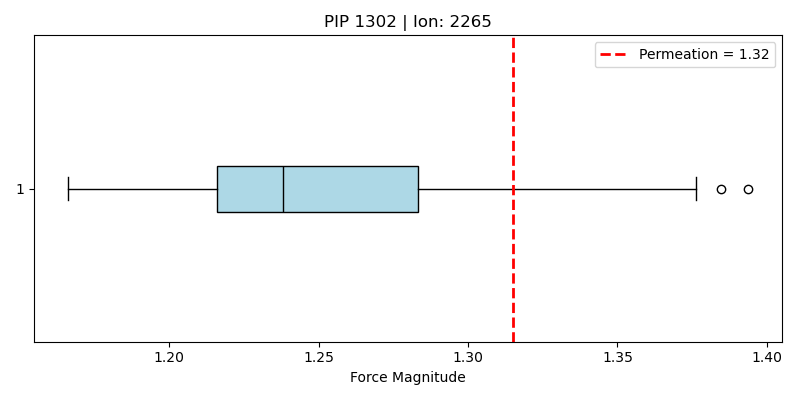 PIP 1302 | Ion: 2265
Permeation = 1.32
1
1.20 1.25 1.30 1.35 1.40
Force Magnitude